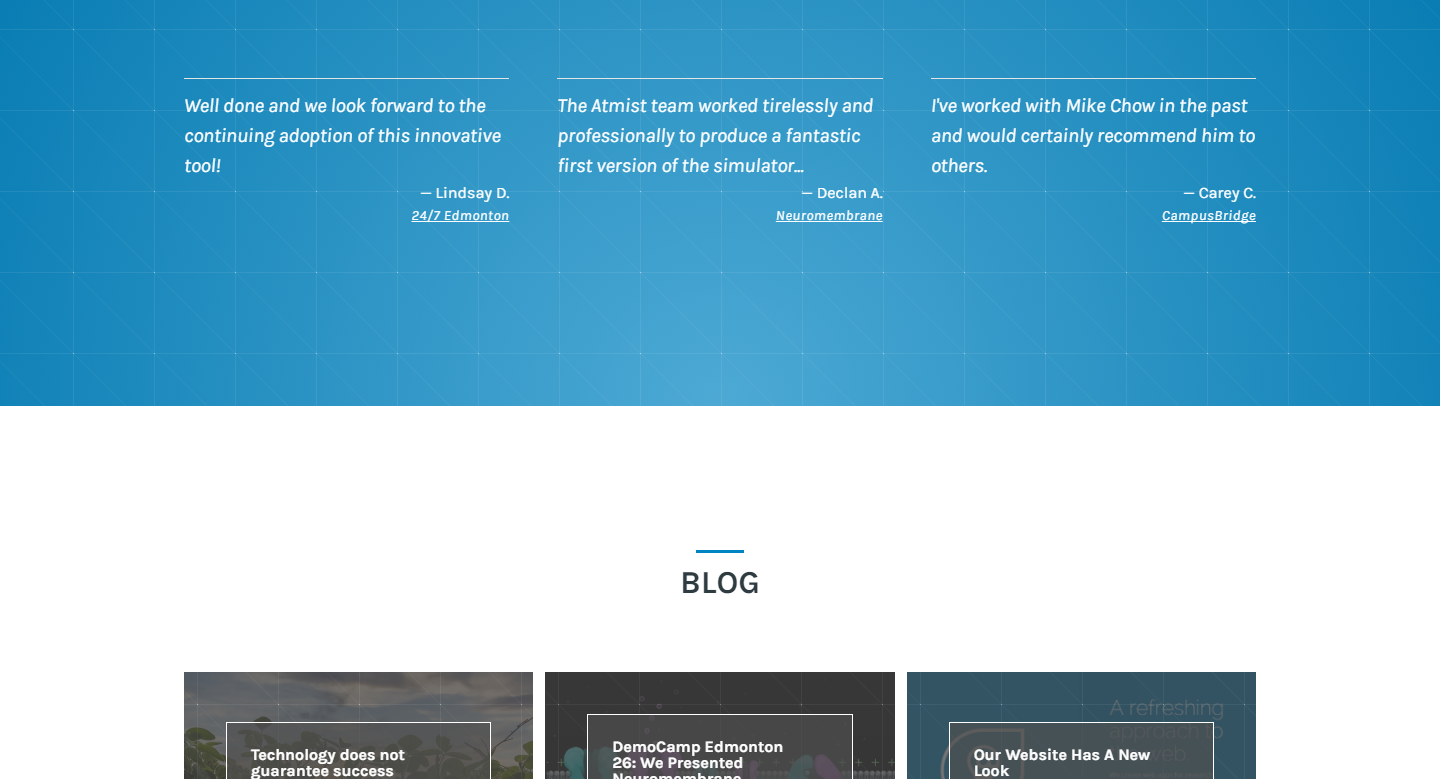 Well done and we look forward to the
continuing adoption of this innovative
tool!
— Lindsay D.
24/7 Edmonton
The Atmist team worked tirelessly and
professionally to produce a fantastic
first version of the simulator...
— Declan A.
Neuromembrane
I've worked with Mike Chow in the past
and would certainly recommend him to
others.
— Carey C.
CampusBridge
BLOG
Technology does not
guarantee success
DemoCamp Edmonton
26: We Presented
Neuromembrane
A refreshing
approach to
web.
Our Website Has A New
Look